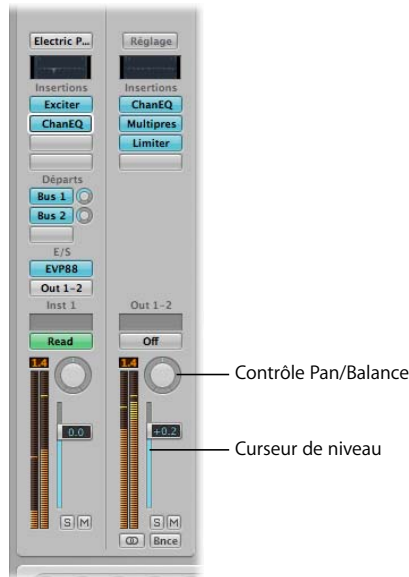 Electric P...
Réglage
Insertions
Insertions
Exciter
ChanEQ
ChanEQ
Multipres
Limiter
Départs
Bus 1
Bus 2
E/S
EVP88
Out 1-2
Inst 1
Out 1-2
Read
Off
1.4
1.4
Contrôle Pan/Balance
0.0
+0.2
Curseur de niveau
S M
S M
Bnce